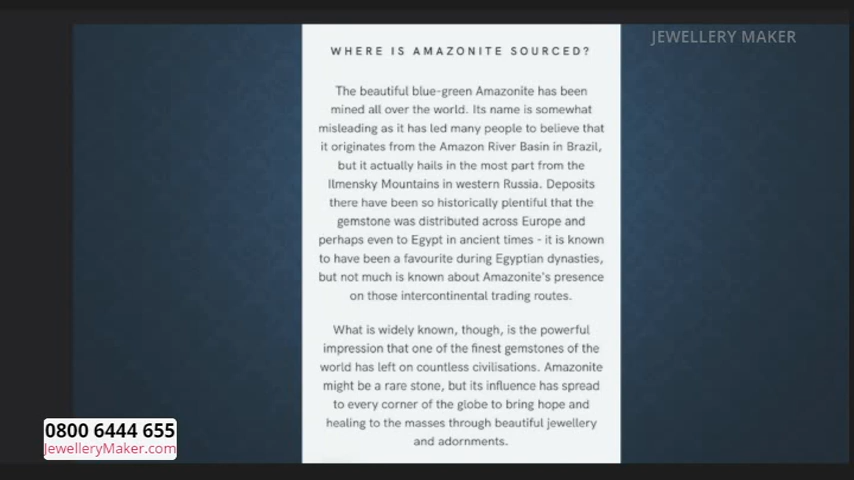 JEWELLERY MAKER
WHERE IS AMAZONITE SOURCED?
The beautiful blue-green Amazonite has been
mined all over the world. Its name is somewhat
misleading as it has led many people to believe that
it originates from the Amazon River Basin in Brazil,
but it actually hails in the most part from the
Ilmensky Mountains in western Russia. Deposits
there have been so historically plentiful that the
gemstone was distributed across Europe and
perhaps even to Egypt in ancient times - it is known
to have been a favourite during Egyptian dynasties,
but not much is known about Amazonite's presence
on those intercontinental trading routes.
What is widely known, though, is the powerful
impression that one of the finest gemstones of the
world has left on countless civilisations. Amazonite
might be a rare stone, but its influence has spread
to every corner of the globe to bring hope and
healing to the masses through beautiful jewellery
and adornments.
0800 6444 655
JewelleryMaker.com